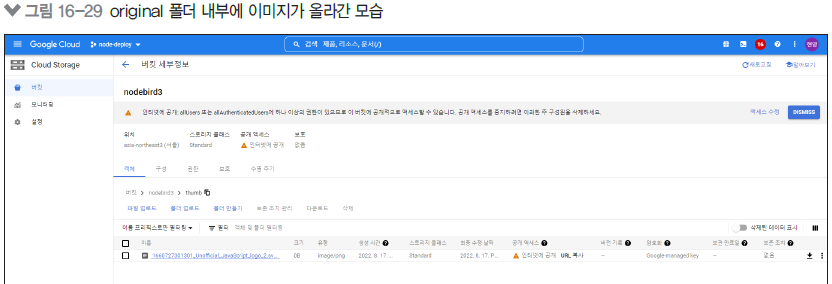 그림 16-29 original 폴더 내부에 이미지가 올라간 모습
Google Cloud node-deploy 검색 제품, 리소스, 문서(/) 16 현영
Cloud Storage 버킷 세부정보 새로고침 알아보기
버킷
모니터링
설정
nodebird3
인터넷에 공개: allUsers 또는 allAuthenticatedUsers에 하나 이상의 권한이 있으므로 이 버킷에 공개적으로 액세스할 수 있습니다. 공개 액세스를 중지하려면 이러한 주 구성원을 삭제하세요. 액세스 수정 DISMISS
위치 스토리지 클래스 공개 액세스 보호
asia-northeast3 (서울) Standard 인터넷에 공개 없음
객체 구성 권한 보호 수명 주기
버킷 > nodebird3 > thumb
파일 업로드 폴더 업로드 폴더 만들기 보존 조치 관리 다운로드 삭제
이름 프리픽스로만 필터링 필터 객체 및 폴더 필터링 삭제된 데이터 표시
이름 크기 유형 생성 시간 스토리지 클래스 최종 수정 날짜 공개 액세스 버전 기록 암호화 보관 만료일 보존 조치
1660727301301_Unofficial_JavaScript_logo_2.sv... 0B image/png 2022. 8. 17. ... Standard 2022. 8. 17. P... 인터넷에 공개 URL 복사 — Google-managed key — 없음